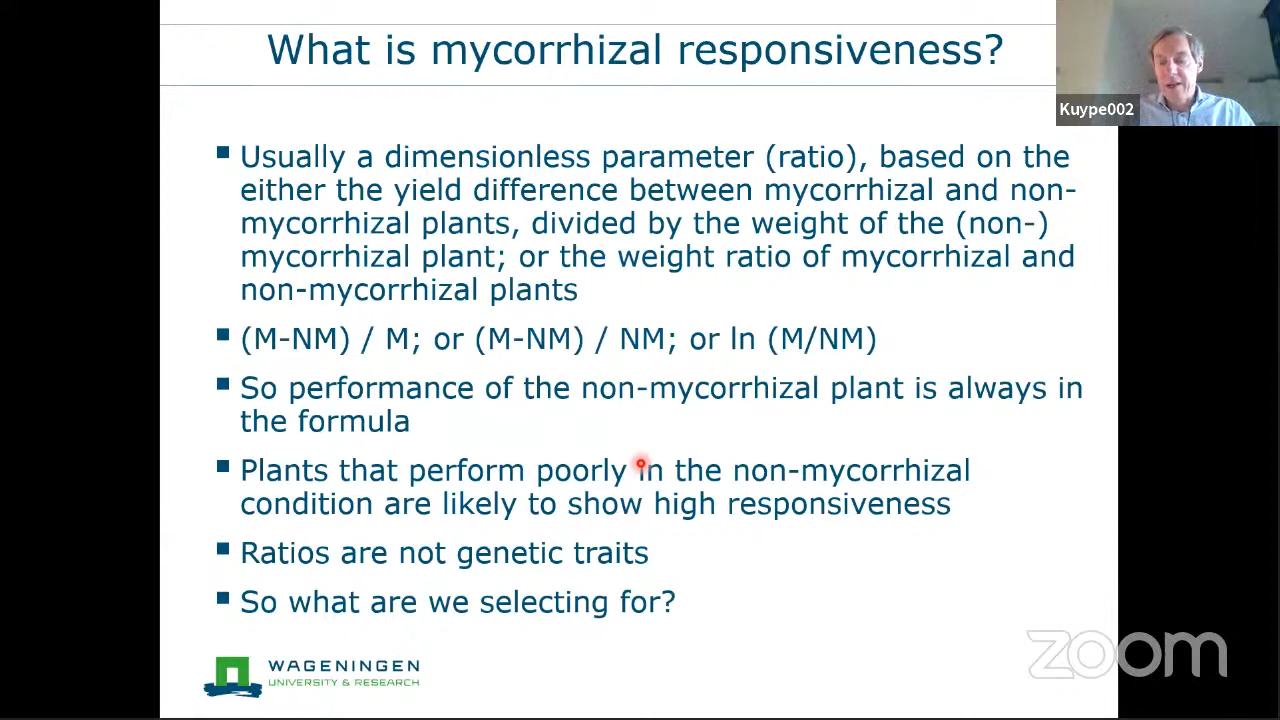 What is mycorrhizal responsiveness?
Kuype002
▪ Usually a dimensionless parameter (ratio), based on the
either the yield difference between mycorrhizal and non-
mycorrhizal plants, divided by the weight of the (non-)
mycorrhizal plant; or the weight ratio of mycorrhizal and
non-mycorrhizal plants
▪ (M-NM) / M; or (M-NM) / NM; or ln (M/NM)
▪ So performance of the non-mycorrhizal plant is always in
the formula
▪ Plants that perform poorly in the non-mycorrhizal
condition are likely to show high responsiveness
▪ Ratios are not genetic traits
▪ So what are we selecting for?
WAGENINGEN
UNIVERSITY & RESEARCH
zoom